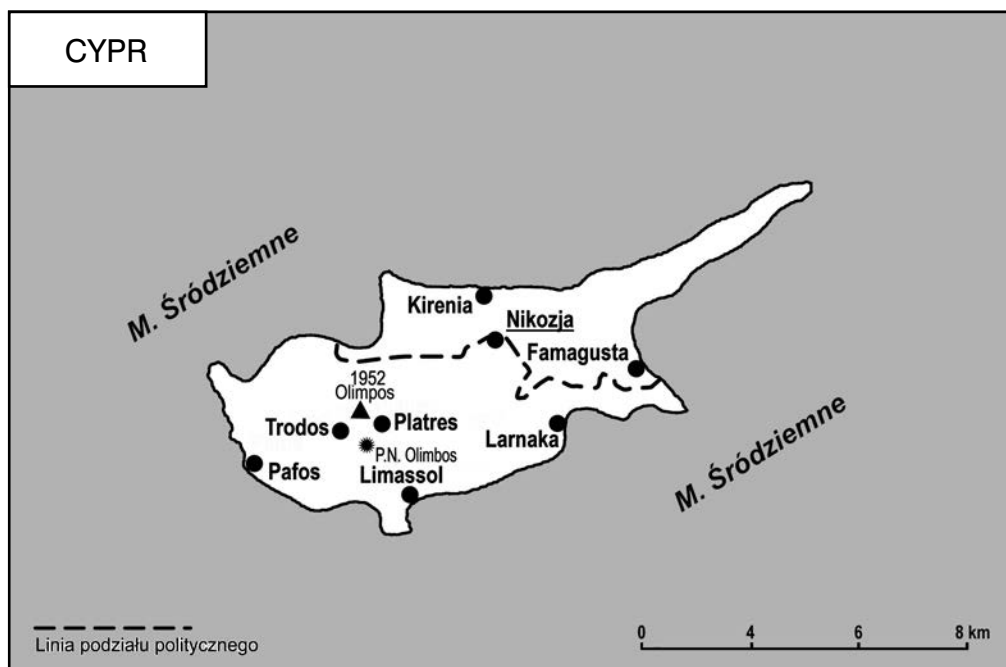 CYPR
M. Śródziemne
Kirenia
Nikozja
Famagusta
1952
Olimpos
Trodos
Platres
P.N. Olimbos
Larnaka
Pafos
Limassol
M. Śródziemne
Linia podziału politycznego
0 4 6 8 km